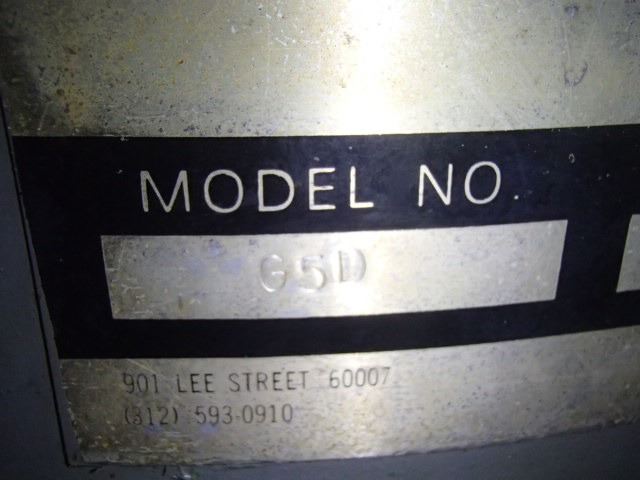 MODEL NO
G5D
901 LEE STREET 60007
(312) 593-0910